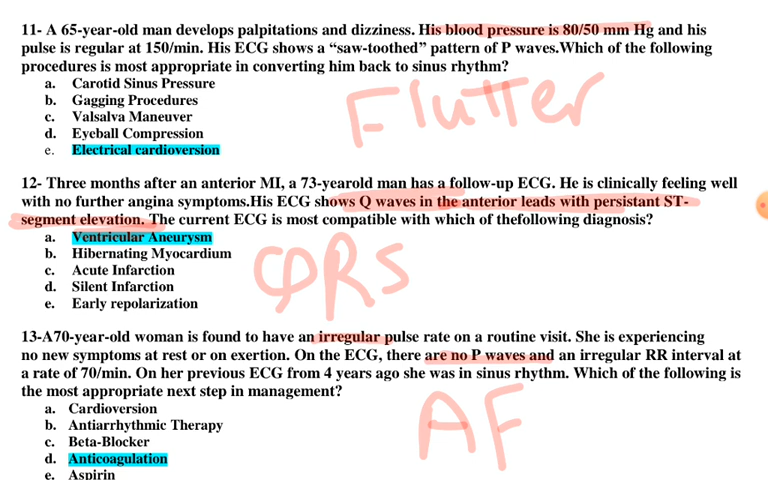 11- A 65-year-old man develops palpitations and dizziness. His blood pressure is 80/50 mm Hg and his
pulse is regular at 150/min. His ECG shows a “saw-toothed” pattern of P waves.Which of the following
procedures is most appropriate in converting him back to sinus rhythm?
a. Carotid Sinus Pressure
b. Gagging Procedures
c. Valsalva Maneuver
d. Eyeball Compression
e. Electrical cardioversion
Flutter
12- Three months after an anterior MI, a 73-yearold man has a follow-up ECG. He is clinically feeling well
with no further angina symptoms.His ECG shows Q waves in the anterior leads with persistant ST-
segment elevation. The current ECG is most compatible with which of thefollowing diagnosis?
a. Ventricular Aneurysm
b. Hibernating Myocardium
c. Acute Infarction
d. Silent Infarction
e. Early repolarization
QRS
13-A70-year-old woman is found to have an irregular pulse rate on a routine visit. She is experiencing
no new symptoms at rest or on exertion. On the ECG, there are no P waves and an irregular RR interval at
a rate of 70/min. On her previous ECG from 4 years ago she was in sinus rhythm. Which of the following is
the most appropriate next step in management?
a. Cardioversion
b. Antiarrhythmic Therapy
c. Beta-Blocker
d. Anticoagulation
e. Aspirin
AF